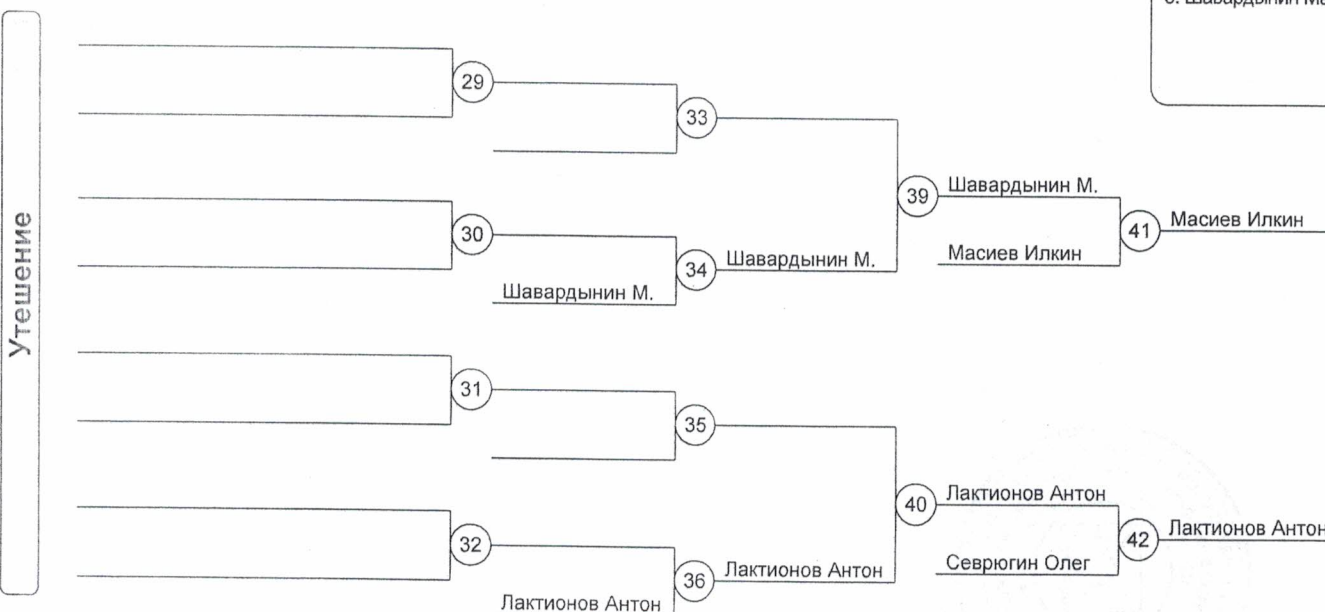 Утешение
29
33
39
Шавардынин М.
41
Масиев Илкин
Масиев Илкин
30
34
Шавардынин М.
Шавардынин М.
31
35
40
Лактионов Антон
42
Лактионов Антон
Севрюгин Олег
32
36
Лактионов Антон
Лактионов Антон